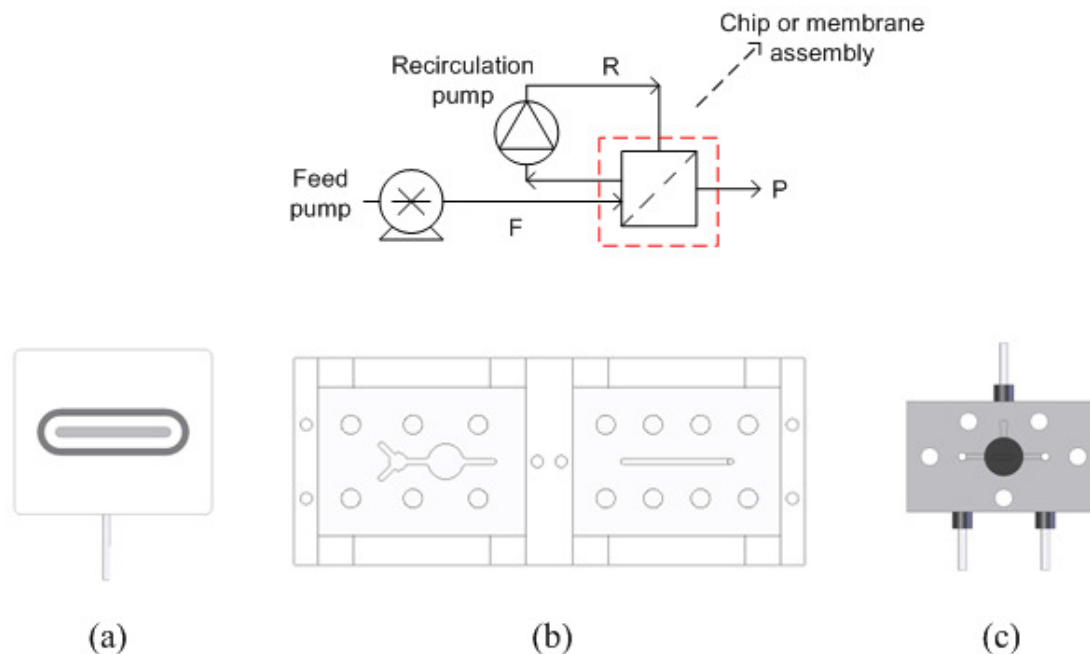 Chip or membrane
assembly
Recirculation
pump
R
Feed
pump
F
P
(a)
(b)
(c)